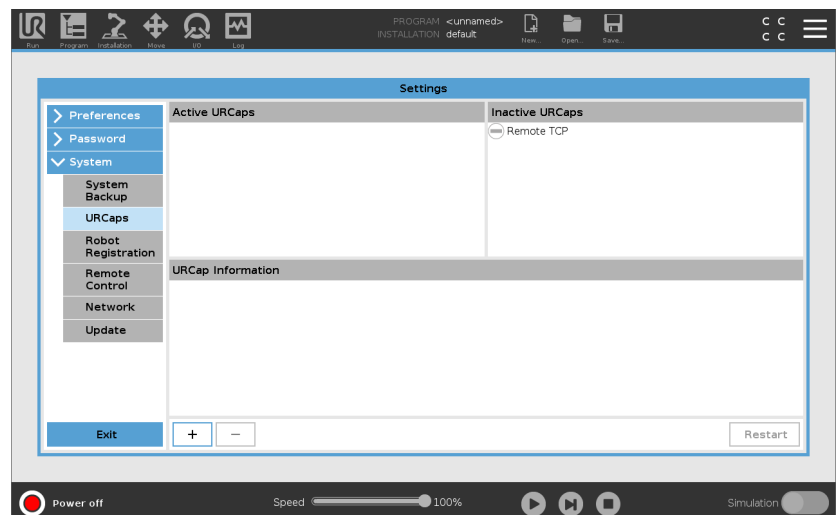 UR
PROGRAM <unnamed>
INSTALLATION default
Run Program Installation Move I/O Log New... Open... Save...
C C
C C
Settings
Preferences
Password
System
System
Backup
URCaps
Robot
Registration
Remote
Control
Network
Update
Exit
Active URCaps
Inactive URCaps
Remote TCP
URCap Information
+ −
Restart
Power off
Speed
100%
Simulation